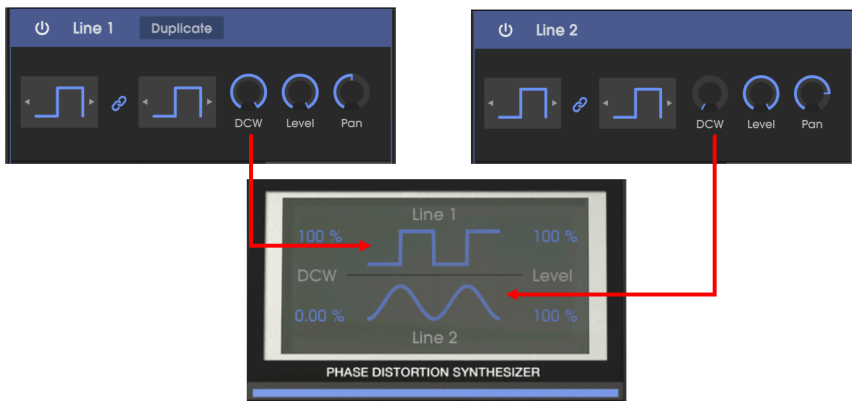 Line 1 Duplicate
DCW Level Pan
Line 2
DCW Level Pan
Line 1
100 % 100 %
DCW Level
0.00 % 100 %
Line 2
PHASE DISTORTION SYNTHESIZER